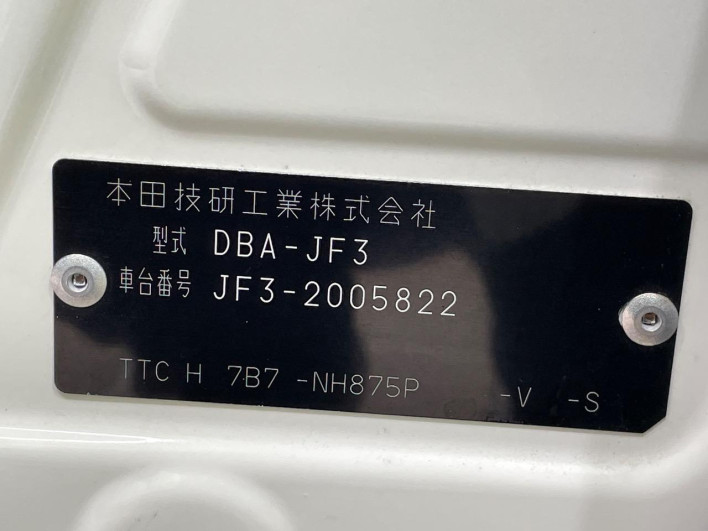 本田技研工業株式会社
型式 DBA-JF3
車台番号 JF3-2005822
TTC H 7B7 -NH875P -V -S